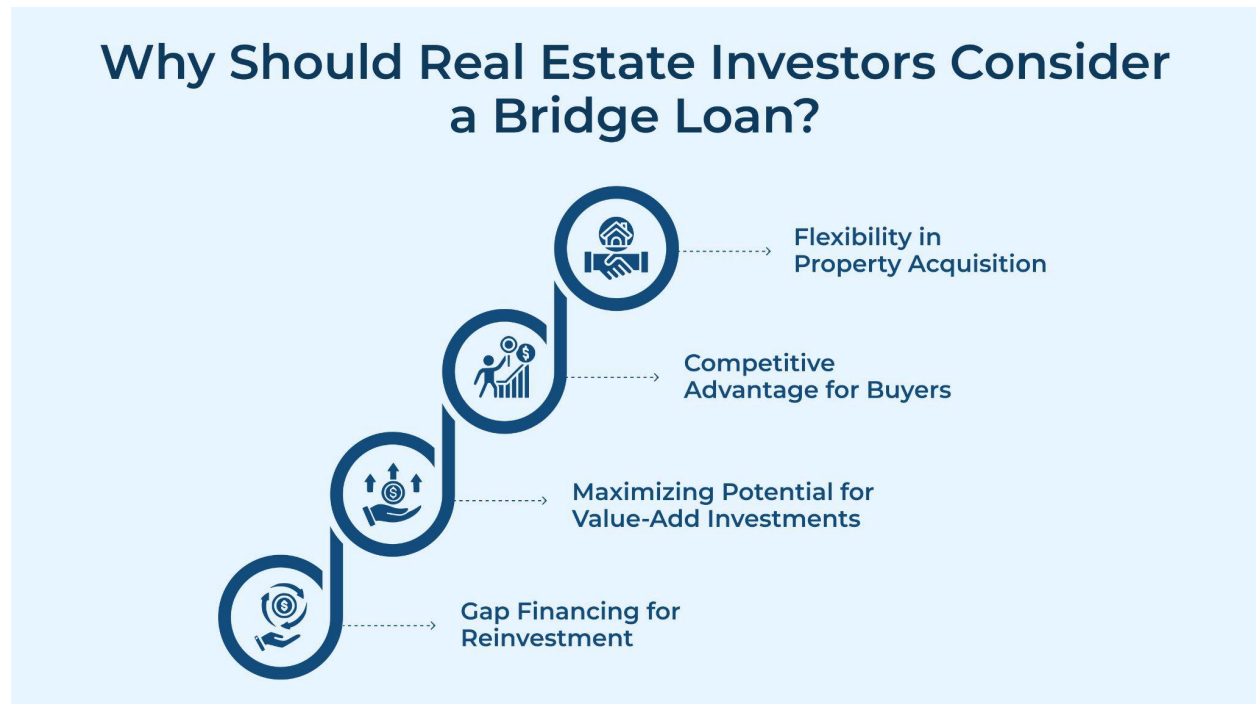 Why Should Real Estate Investors Consider
a Bridge Loan?
Flexibility in
Property Acquisition
$
Competitive
Advantage for Buyers
$
Maximizing Potential for
Value-Add Investments
$
Gap Financing for
Reinvestment